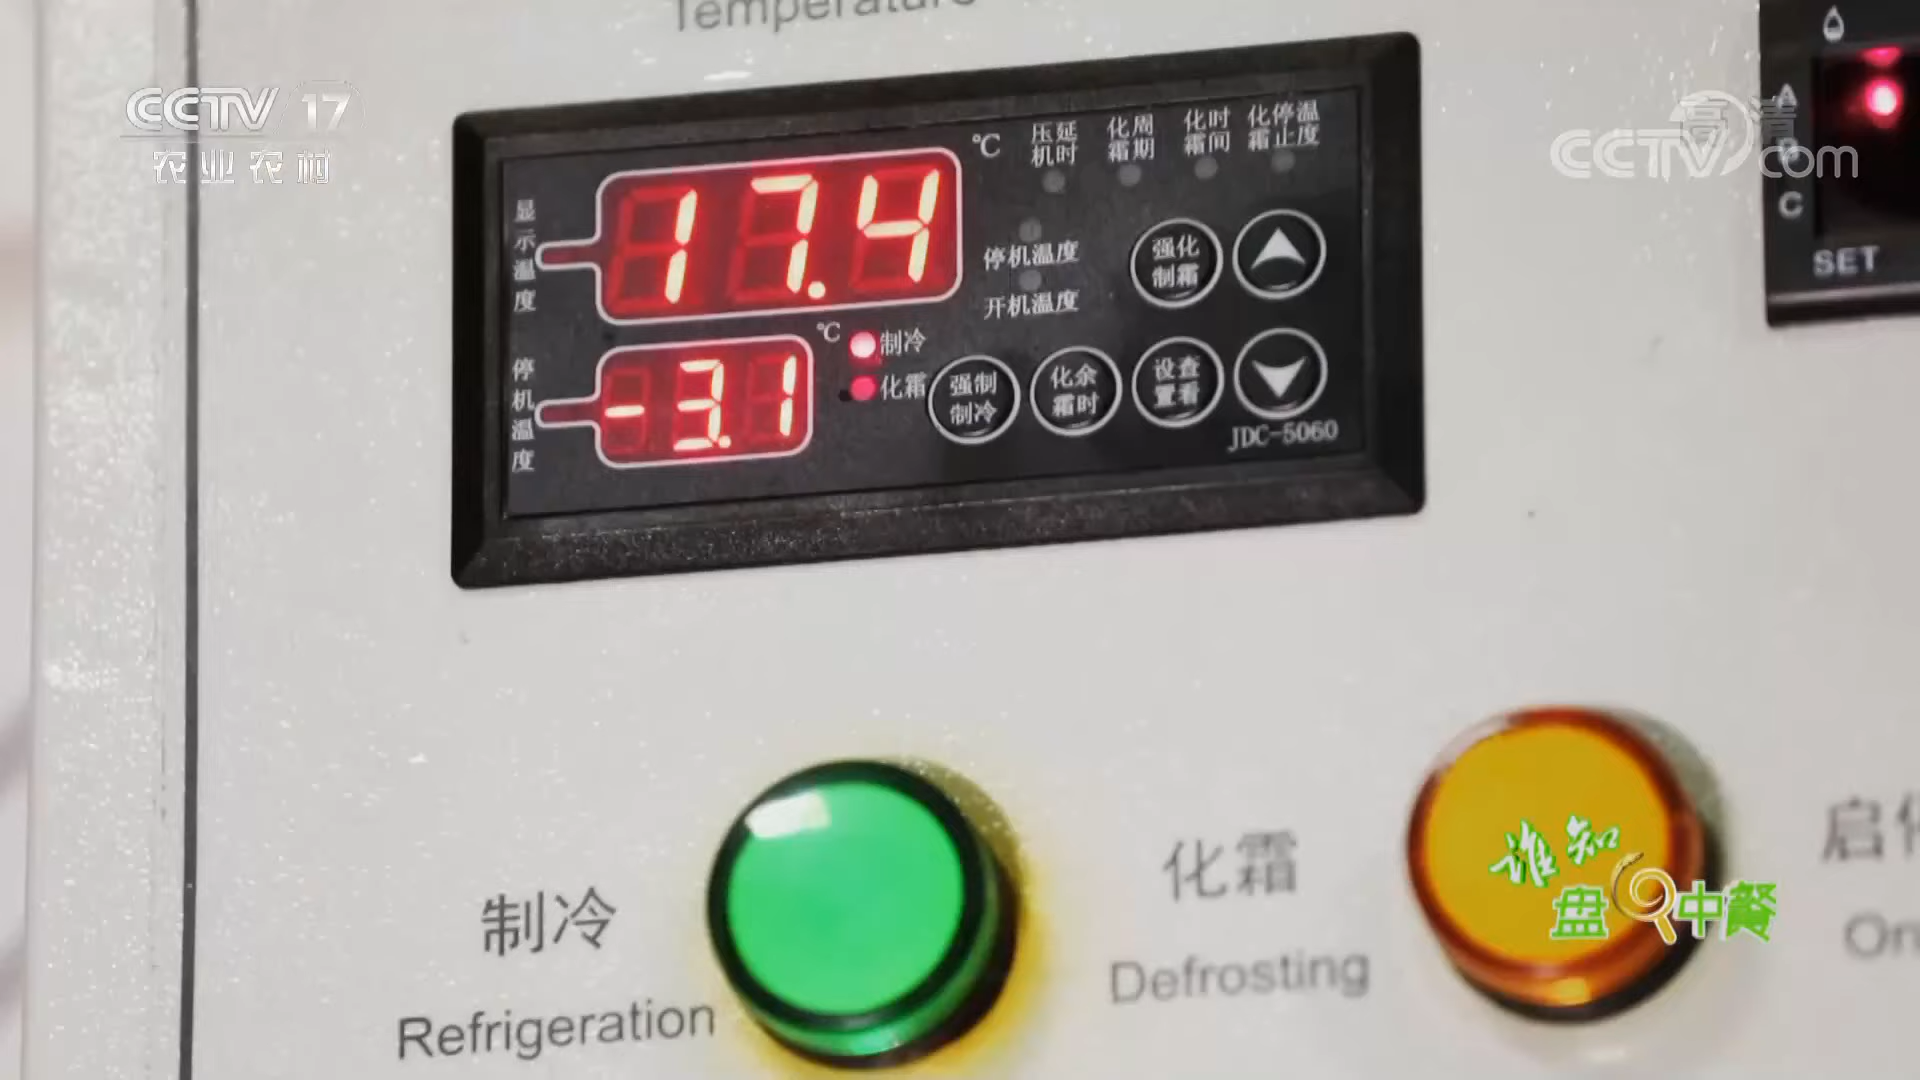 Temperature
CCTV 17
农业农村
高清
CCTV.com
显示温度
17.4
℃
压机延时
化霜周期
化霜时间
化霜停止温度
停机温度
开机温度
强制化霜
停机温度
-3.1
℃
制冷
化霜
强制制冷
化霜余时
设置查看
JDC-5060
A
B
C
SET
制冷
Refrigeration
化霜
Defrosting
启停
On
谁知
盘中餐